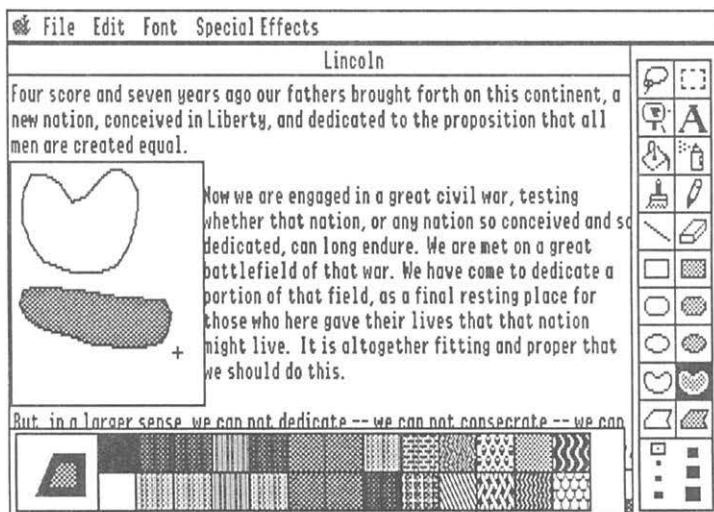 File Edit Font Special Effects
Lincoln
Four score and seven years ago our fathers brought forth on this continent, a
new nation, conceived in Liberty, and dedicated to the proposition that all
men are created equal.
Now we are engaged in a great civil war, testing
whether that nation, or any nation so conceived and so
dedicated, can long endure. We are met on a great
battlefield of that war. We have come to dedicate a
portion of that field, as a final resting place for
those who here gave their lives that that nation
might live. It is altogether fitting and proper that
we should do this.
But, in a larger sense, we can not dedicate -- we can not consecrate -- we can
A